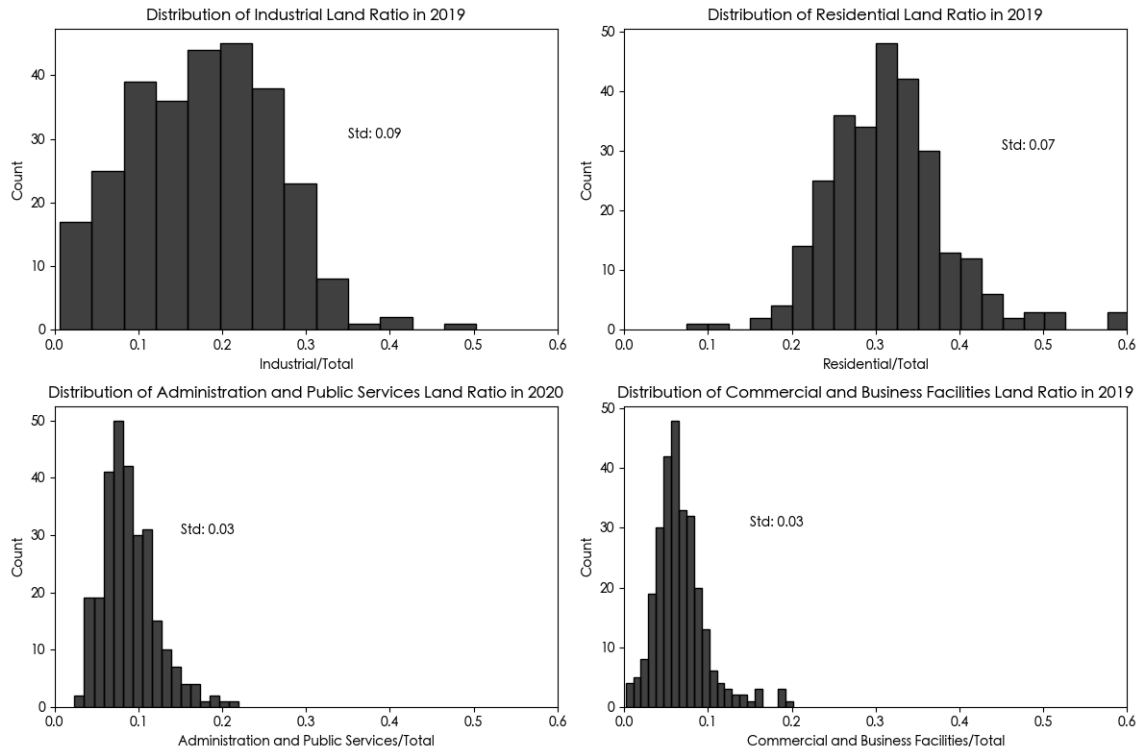 Distribution of Industrial Land Ratio in 2019
Count
40
30
20
10
0
0.0 0.1 0.2 0.3 0.4 0.5 0.6
Industrial/Total
Std: 0.09
Distribution of Residential Land Ratio in 2019
Count
50
40
30
20
10
0
0.0 0.1 0.2 0.3 0.4 0.5 0.6
Residential/Total
Std: 0.07
Distribution of Administration and Public Services Land Ratio in 2020
Count
50
40
30
20
10
0
0.0 0.1 0.2 0.3 0.4 0.5 0.6
Administration and Public Services/Total
Std: 0.03
Distribution of Commercial and Business Facilities Land Ratio in 2019
Count
50
40
30
20
10
0
0.0 0.1 0.2 0.3 0.4 0.5 0.6
Commercial and Business Facilities/Total
Std: 0.03